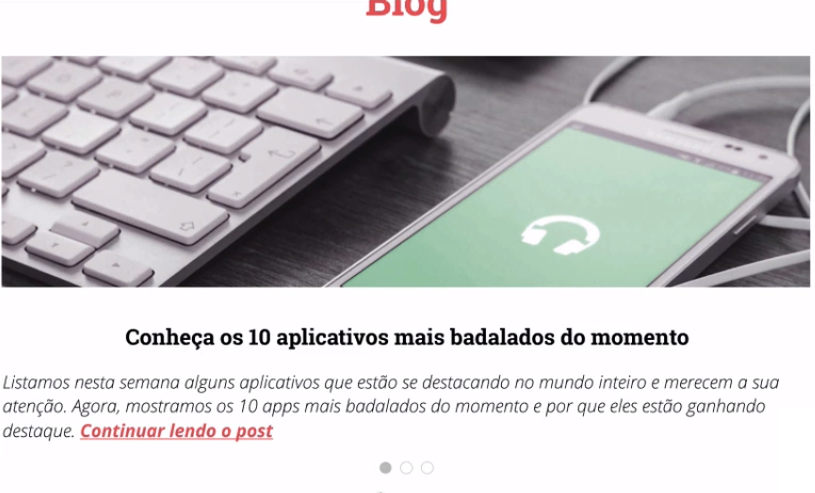 Blog
Conheça os 10 aplicativos mais badalados do momento
Listamos nesta semana alguns aplicativos que estão se destacando no mundo inteiro e merecem a sua
atenção. Agora, mostramos os 10 apps mais badalados do momento e por que eles estão ganhando
destaque. Continuar lendo o post